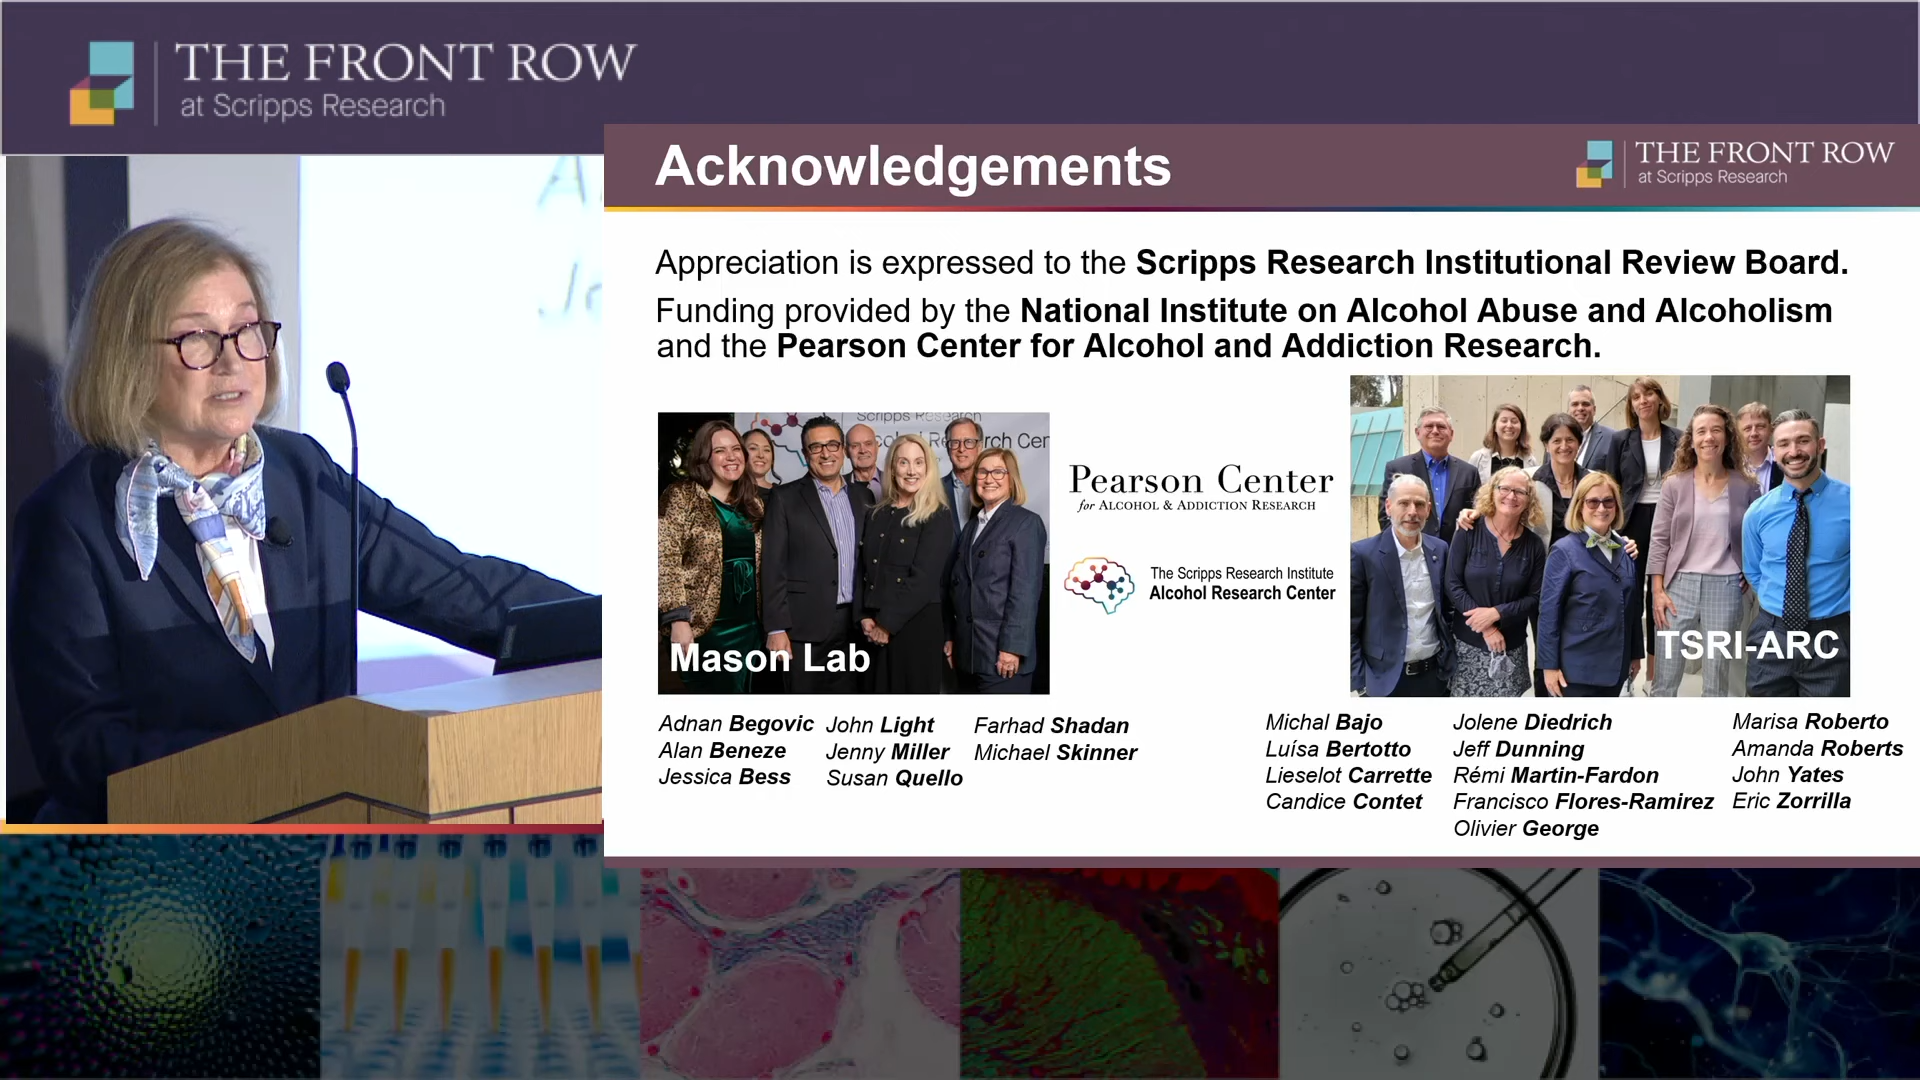 THE FRONT ROW
at Scripps Research
Acknowledgements
THE FRONT ROW
at Scripps Research
Appreciation is expressed to the Scripps Research Institutional Review Board.
Funding provided by the National Institute on Alcohol Abuse and Alcoholism
and the Pearson Center for Alcohol and Addiction Research.
Scripps Research
Mason Lab
Pearson Center
for ALCOHOL & ADDICTION RESEARCH
The Scripps Research Institute
Alcohol Research Center
TSRI-ARC
Adnan Begovic
Alan Beneze
Jessica Bess
John Light
Jenny Miller
Susan Quello
Farhad Shadan
Michael Skinner
Michal Bajo
Luísa Bertotto
Lieselot Carrette
Candice Contet
Jolene Diedrich
Jeff Dunning
Rémi Martin-Fardon
Francisco Flores-Ramirez
Olivier George
Marisa Roberto
Amanda Roberts
John Yates
Eric Zorrilla